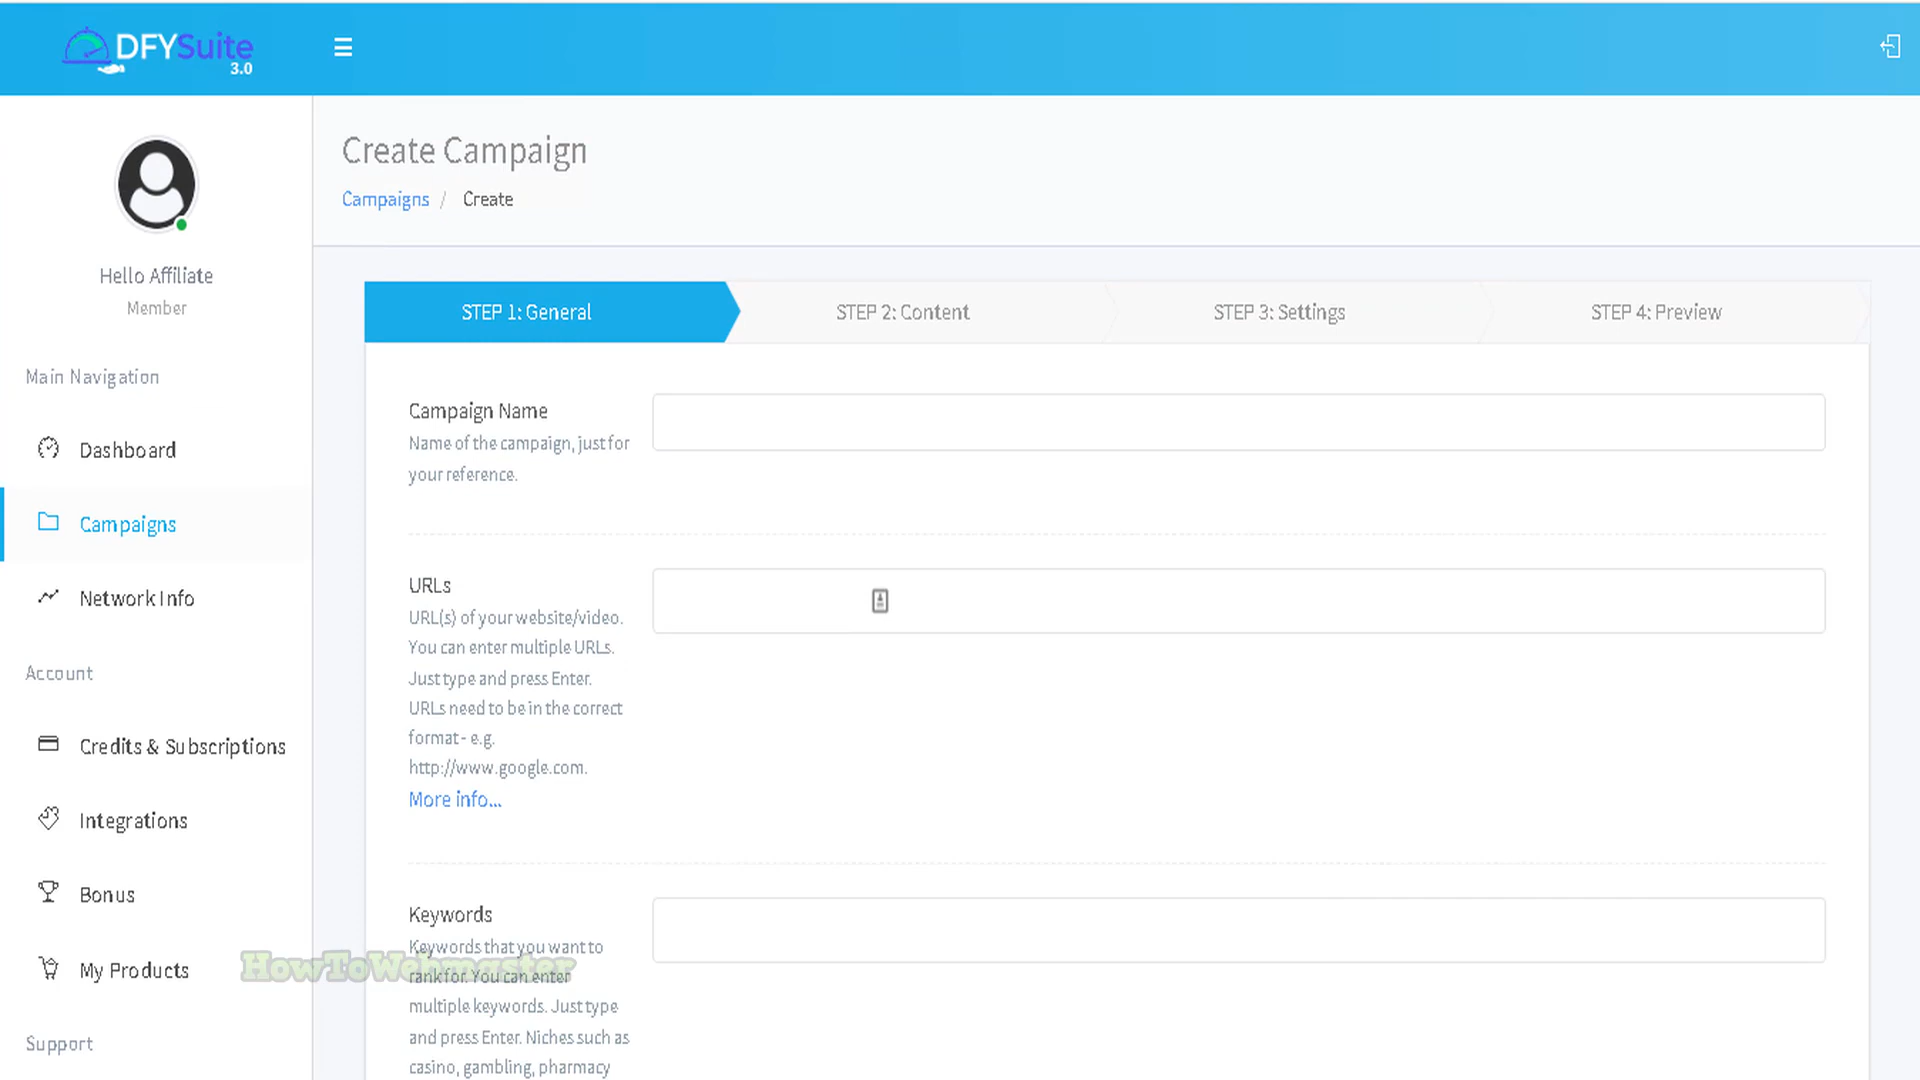 DFYSuite
3.0
Create Campaign
Campaigns / Create
Hello Affiliate
Member
Main Navigation
Dashboard
Campaigns
Network Info
Account
Credits & Subscriptions
Integrations
Bonus
My Products
Support
STEP 1: General
STEP 2: Content
STEP 3: Settings
STEP 4: Preview
Campaign Name
Name of the campaign, just for
your reference.
URLs
URL(s) of your website/video.
You can enter multiple URLs.
Just type and press Enter.
URLs need to be in the correct
format - e.g.
http://www.google.com.
More info...
Keywords
Keywords that you want to
rank for. You can enter
multiple keywords. Just type
and press Enter. Niches such as
casino, gambling, pharmacy
HowToWebmaster